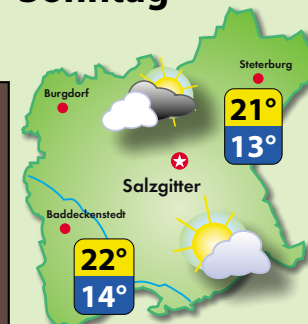 Sonntag
Steterburg
Burgdorf
21°
13°
Salzgitter
Baddeckenstedt
22°
14°